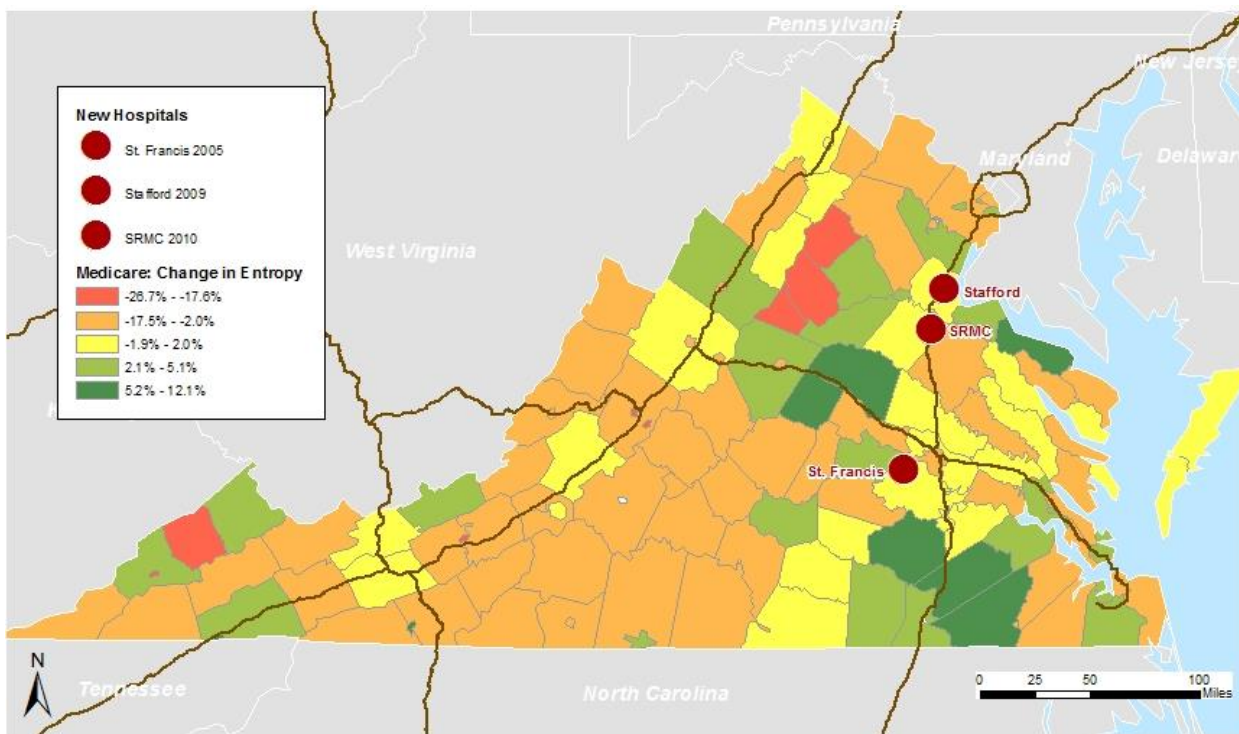 Pennsylvania
New Jersey
Maryland
Delaware
West Virginia
New Hospitals
St. Francis 2005
Stafford 2009
SRMC 2010
Medicare: Change in Entropy
-26.7% - -17.6%
-17.5% - -2.0%
-1.9% - 2.0%
2.1% - 5.1%
5.2% - 12.1%
Stafford
SRMC
St. Francis
N
Tennessee
North Carolina
0 25 50 100
Miles